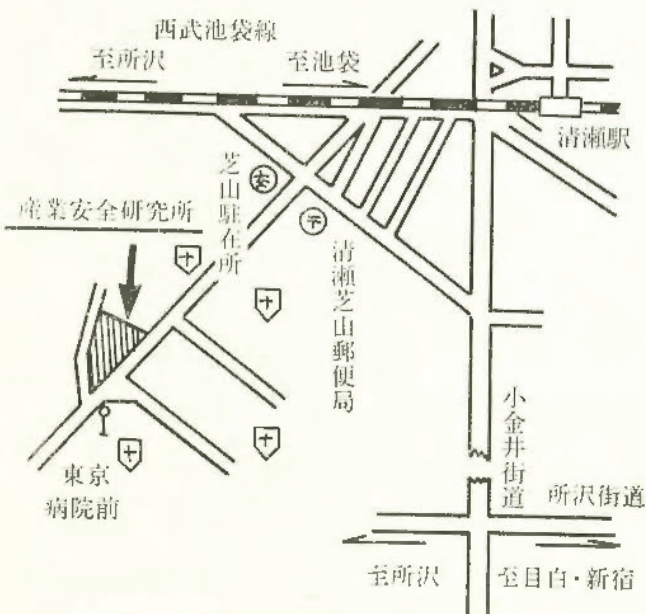 西武池袋線
至所沢
至池袋
清瀬駅
芝山駐在所
産業安全研究所
清瀬芝山郵便局
小金井街道
東京
病院前
所沢街道
至所沢
至目白・新宿